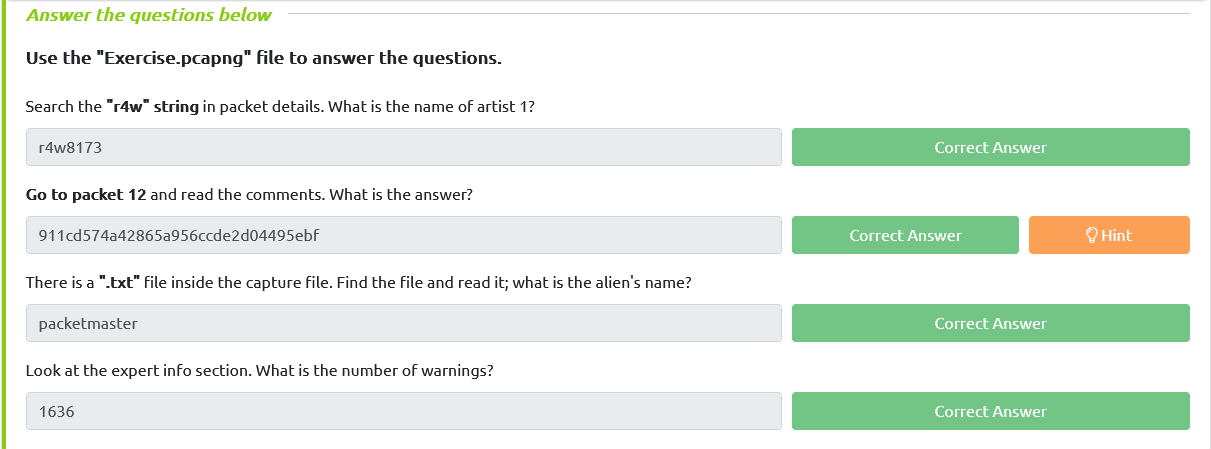 Answer the questions below
Use the "Exercise.pcapng" file to answer the questions.
Search the "r4w" string in packet details. What is the name of artist 1?
r4w8173
Correct Answer
Go to packet 12 and read the comments. What is the answer?
911cd574a42865a956ccde2d04495ebf
Correct Answer
Hint
There is a ".txt" file inside the capture file. Find the file and read it; what is the alien's name?
packetmaster
Correct Answer
Look at the expert info section. What is the number of warnings?
1636
Correct Answer